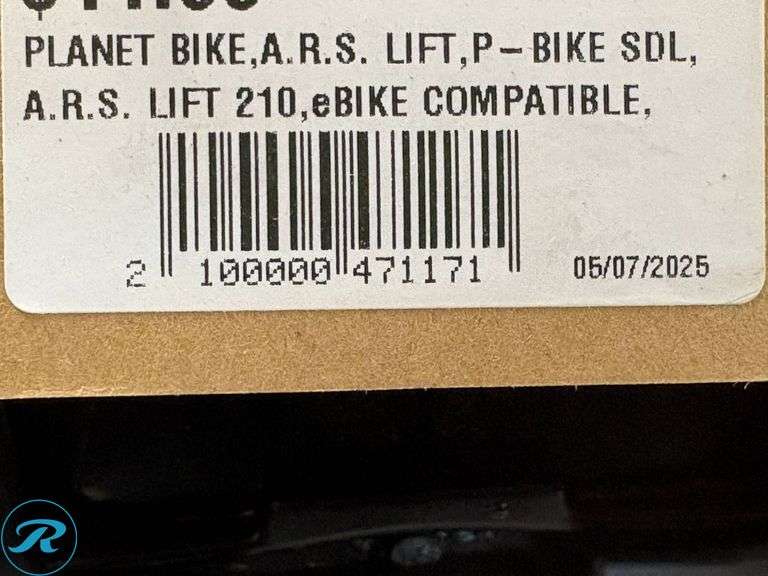 PLANET BIKE,A.R.S. LIFT,P-BIKE SDL,
A.R.S. LIFT 210,eBIKE COMPATIBLE,
2 100000 471171 05/07/2025
R